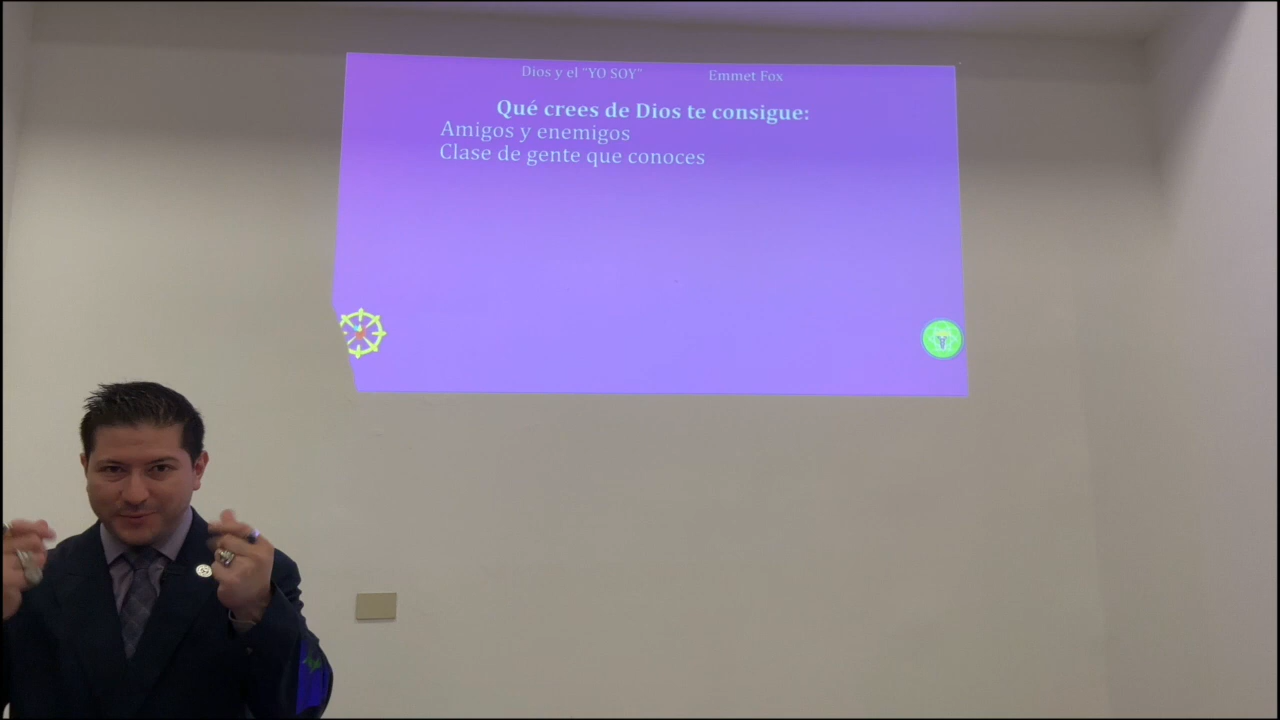 Dios y el "YO SOY" Emmet Fox
Qué crees de Dios te consigue:
Amigos y enemigos
Clase de gente que conoces